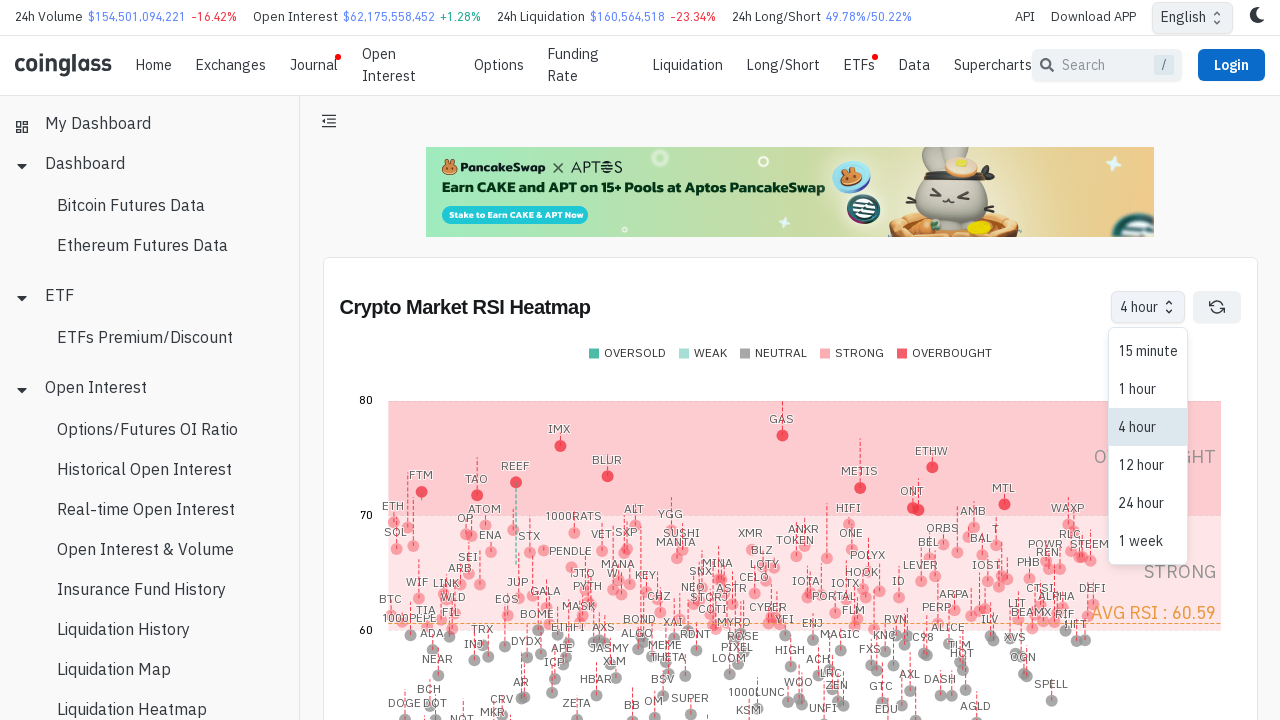 24h Volume $154,501,094,221 -16.42% Open Interest $62,175,558,452 +1.28% 24h Liquidation $160,564,518 -23.34% 24h Long/Short 49.78%/50.22% API Download APP English
coinglass Home Exchanges Journal Open Interest Options Funding Rate Liquidation Long/Short ETFs Data Supercharts Search / Login
My Dashboard
Dashboard
Bitcoin Futures Data
Ethereum Futures Data
ETF
ETFs Premium/Discount
Open Interest
Options/Futures OI Ratio
Historical Open Interest
Real-time Open Interest
Open Interest & Volume
Insurance Fund History
Liquidation History
Liquidation Map
Liquidation Heatmap
PancakeSwap X APTOS
Earn CAKE and APT on 15+ Pools at Aptos PancakeSwap
Stake to Earn CAKE & APT Now
Crypto Market RSI Heatmap
4 hour
15 minute
1 hour
4 hour
12 hour
24 hour
1 week
OVERSOLD WEAK NEUTRAL STRONG OVERBOUGHT
80
GAS
IMX
ETHW
BLUR
REEF
METIS
FTM
TAO
ONT
MTL
ETH
ATOM
ALT
HIFI
WAXP
AMB
70
OP
1000RATS
YGG
SOL
ENA
STX
VET
SXP
SUSHI
XMR
ANKR
ONE
ORBS
T
RLC
MANTA
TOKEN
BEL
BAL
POWR
STEEM
SEI
PENDLE
BLZ
POLYX
REN
ARB
MANA
MINA
LQTY
LEVER
IOST
PHB
STRONG
JTO
W
KEY
SNX
CELO
HOOK
WIF
LINK
JUP
PYTH
NEO
ASTR
IOTA
IOTX
ID
CTSI
DEFI
BTC
WLD
EOS
GALA
CHZ
STORJ
PORTAL
ARPA
ALPHA
TIA
FIL
BOME
MASK
COTI
CYBER
FLM
PERP
LIT
BEAMX
RIF
AVG RSI : 60.59
1000PEPE
BOND
XAI
MYRO
YFI
ENJ
RVN
ILV
HFT
60
ADA
TRX
ETHFI
AXS
ALGO
RDNT
ROSE
MAGIC
KNC
C98
ALICE
XVS
INJ
DYDX
APE
JASMY
MEME
PIXEL
HIGH
FXS
TLM
NEAR
ICP
XLM
THETA
LOOM
ACH
HOT
OGN
AR
HBAR
BSV
WOO
LRC
ZEN
GTC
AXL
DASH
SPELL
BCH
DOGE
DOT
CRV
ZETA
BB
OM
SUPER
1000LUNC
KSM
UNFI
EDU
AGLD
NOT
MKR